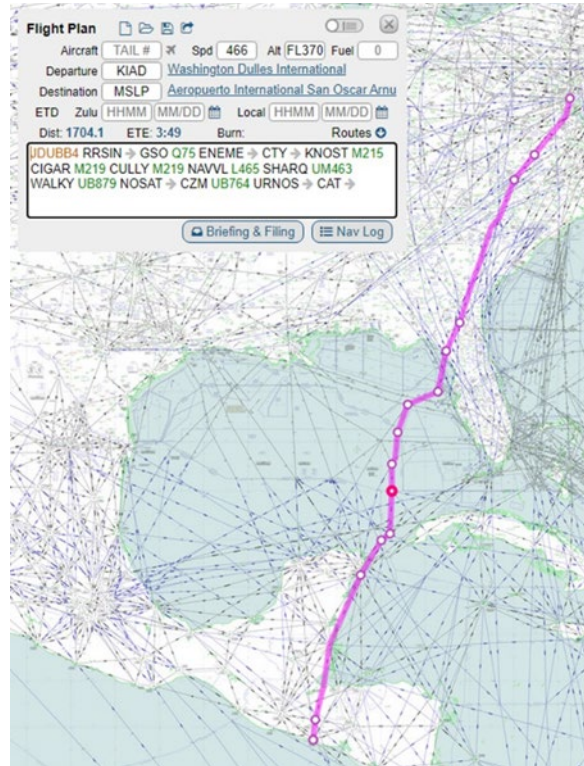 Flight Plan
Aircraft TAIL # Spd 466 Alt FL370 Fuel 0
Departure KIAD Washington Dulles International
Destination MSLP Aeropuerto International San Oscar Arnu
ETD Zulu HHMM MM/DD Local HHMM MM/DD
Dist: 1704.1 ETE: 3:49 Burn: Routes
JDUBB4 RRSIN → GSO Q75 ENEME → CTY → KNOST M215
CIGAR M219 CULLY M219 NAVVL L465 SHARQ UM463
WALKY UB879 NOSAT → CZM UB764 URNOS → CAT →
Briefing & Filing Nav Log